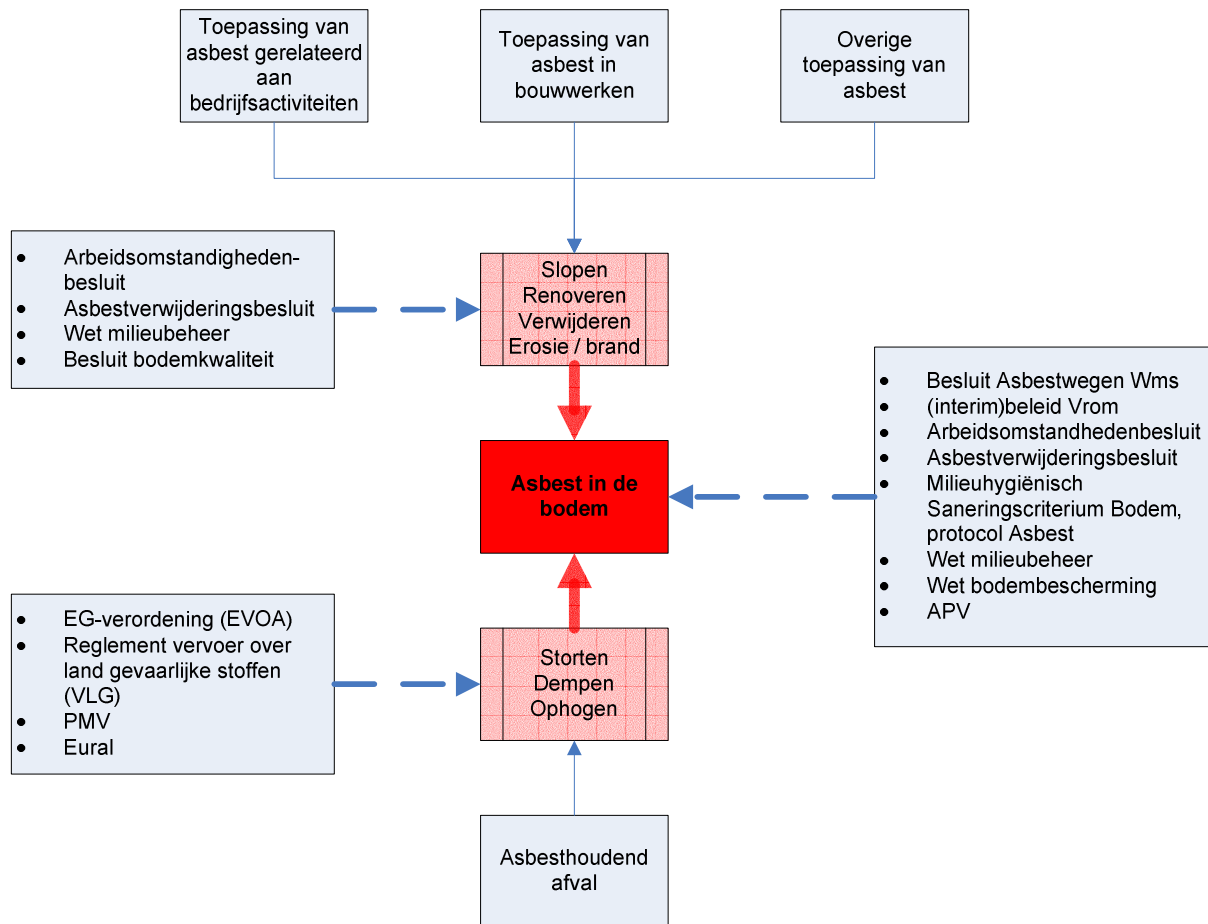 Toepassing van
asbest gerelateerd
aan
bedrijfsactiviteiten
Toepassing van
asbest in
bouwwerken
Overige
toepassing van
asbest
• Arbeidsomstandigheden-
besluit
• Asbestverwijderingsbesluit
• Wet milieubeheer
• Besluit bodemkwaliteit
Slopen
Renoveren
Verwijderen
Erosie / brand
• Besluit Asbestwegen Wms
• (interim)beleid Vrom
• Arbeidsomstandhedenbesluit
• Asbestverwijderingsbesluit
• Milieuhygiënisch
Saneringscriterium Bodem,
protocol Asbest
• Wet milieubeheer
• Wet bodembescherming
• APV
Asbest in de
bodem
• EG-verordening (EVOA)
• Reglement vervoer over
land gevaarlijke stoffen
(VLG)
• PMV
• Eural
Storten
Dempen
Ophogen
Asbesthoudend
afval